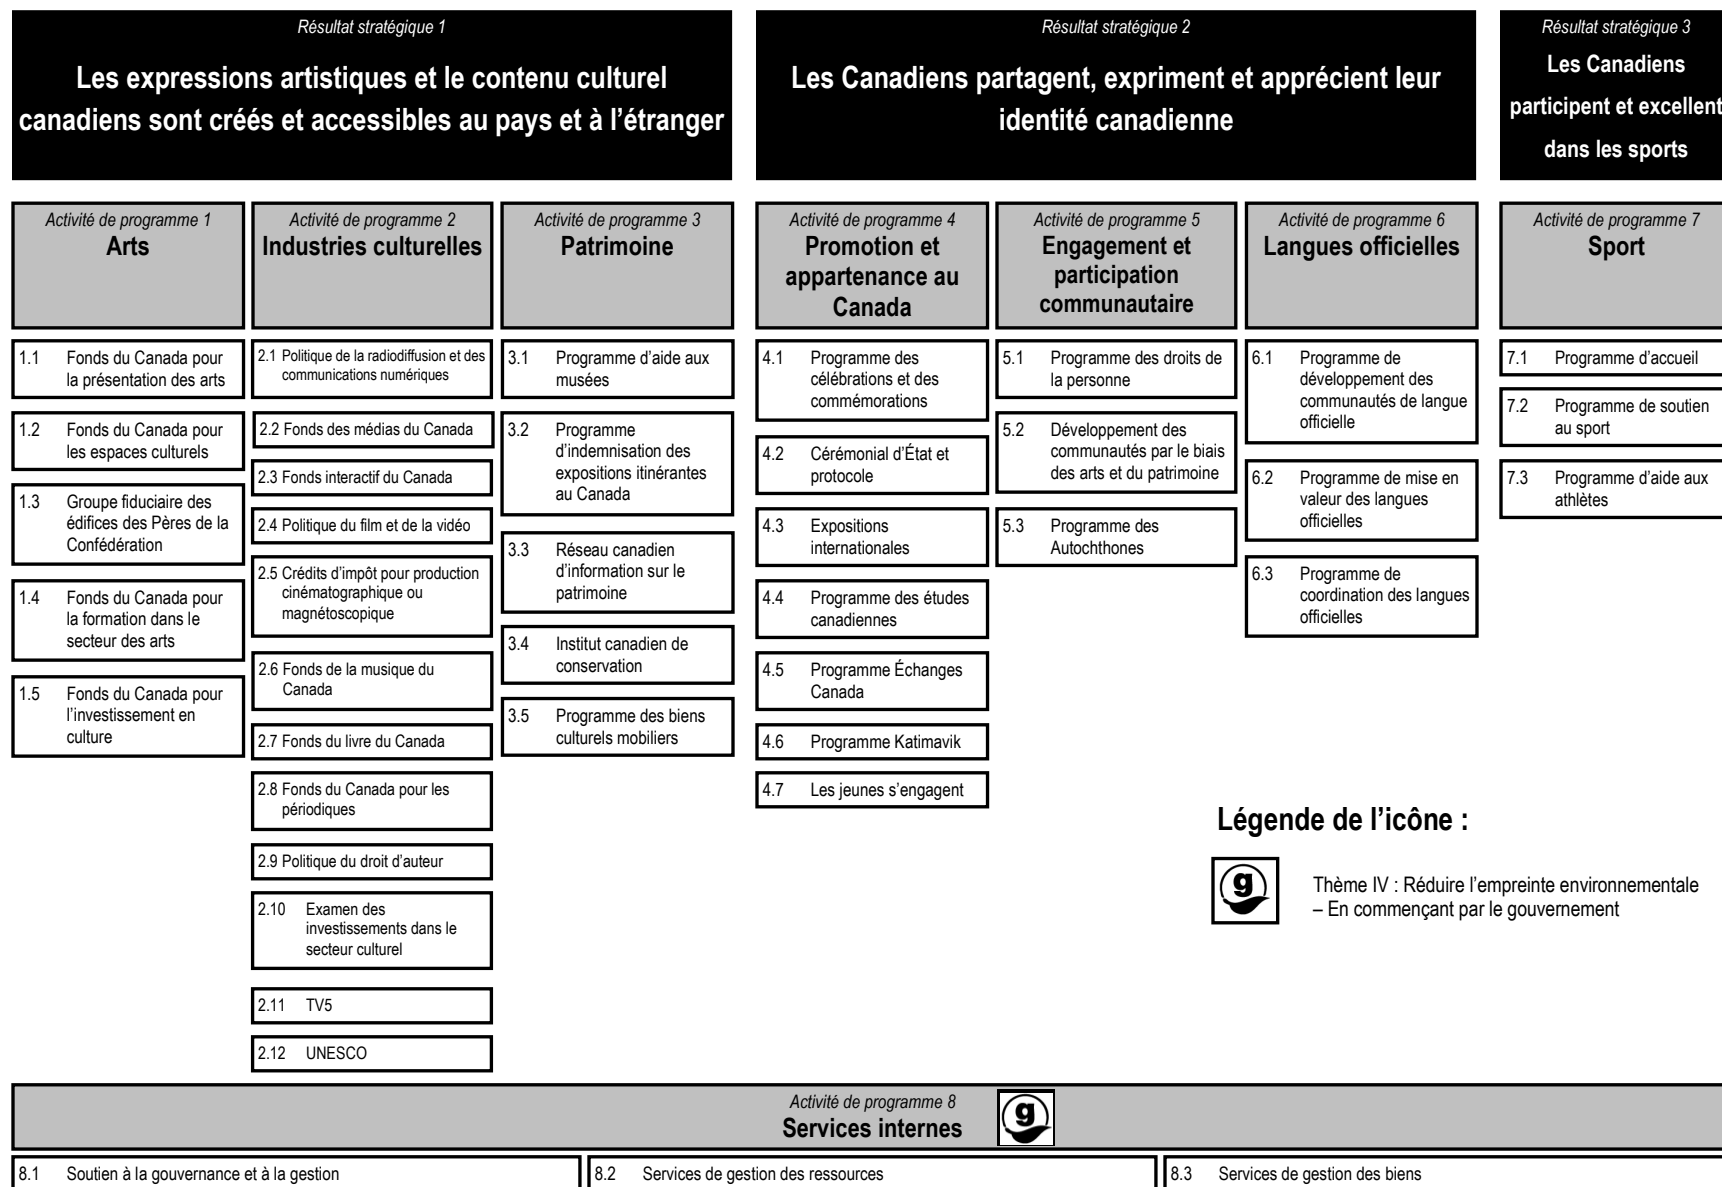 Résultat stratégique 1
Les expressions artistiques et le contenu culturel
canadiens sont créés et accessibles au pays et à l’étranger
Résultat stratégique 2
Les Canadiens partagent, expriment et apprécient leur
identité canadienne
Résultat stratégique 3
Les Canadiens
participent et excellent
dans les sports
Activité de programme 1
Arts
Activité de programme 2
Industries culturelles
Activité de programme 3
Patrimoine
Activité de programme 4
Promotion et
appartenance au
Canada
Activité de programme 5
Engagement et
participation
communautaire
Activité de programme 6
Langues officielles
Activité de programme 7
Sport
1.1 Fonds du Canada pour
la présentation des arts
1.2 Fonds du Canada pour
les espaces culturels
1.3 Groupe fiduciaire des
édifices des Pères de la
Confédération
1.4 Fonds du Canada pour
la formation dans le
secteur des arts
1.5 Fonds du Canada pour
l’investissement en
culture
2.1 Politique de la radiodiffusion et des
communications numériques
2.2 Fonds des médias du Canada
2.3 Fonds interactif du Canada
2.4 Politique du film et de la vidéo
2.5 Crédits d’impôt pour production
cinématographique ou
magnétoscopique
2.6 Fonds de la musique du
Canada
2.7 Fonds du livre du Canada
2.8 Fonds du Canada pour les
périodiques
2.9 Politique du droit d’auteur
2.10 Examen des
investissements dans le
secteur culturel
2.11 TV5
2.12 UNESCO
3.1 Programme d’aide aux
musées
3.2 Programme
d’indemnisation des
expositions itinérantes
au Canada
3.3 Réseau canadien
d’information sur le
patrimoine
3.4 Institut canadien de
conservation
3.5 Programme des biens
culturels mobiliers
4.1 Programme des
célébrations et des
commémorations
4.2 Cérémonial d’État et
protocole
4.3 Expositions
internationales
4.4 Programme des études
canadiennes
4.5 Programme Échanges
Canada
4.6 Programme Katimavik
4.7 Les jeunes s’engagent
5.1 Programme des droits de
la personne
5.2 Développement des
communautés par le biais
des arts et du patrimoine
5.3 Programme des
Autochthones
6.1 Programme de
développement des
communautés de langue
officielle
6.2 Programme de mise en
valeur des langues
officielles
6.3 Programme de
coordination des langues
officielles
7.1 Programme d’accueil
7.2 Programme de soutien
au sport
7.3 Programme d’aide aux
athlètes
Légende de l’icône :
g
Thème IV : Réduire l’empreinte environnementale
– En commençant par le gouvernement
Activité de programme 8
Services internes
g
8.1 Soutien à la gouvernance et à la gestion
8.2 Services de gestion des ressources
8.3 Services de gestion des biens